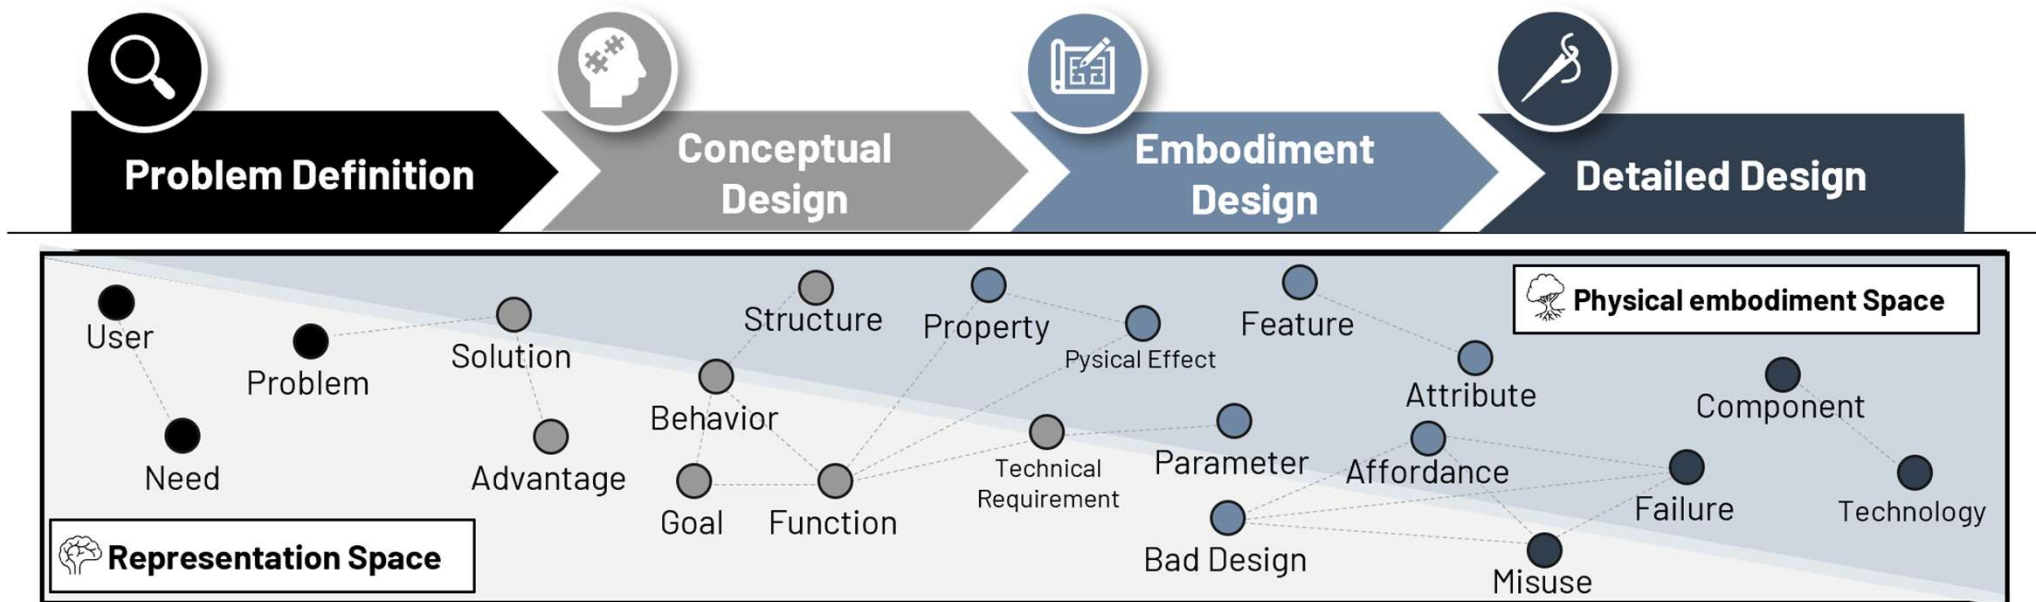 Problem Definition
Conceptual
Design
Embodiment
Design
Detailed Design
User
Problem
Need
Solution
Advantage
Structure
Behavior
Goal
Function
Property
Pysical Effect
Technical
Requirement
Feature
Parameter
Attribute
Affordance
Bad Design
Misuse
Failure
Component
Technology
Physical embodiment Space
Representation Space